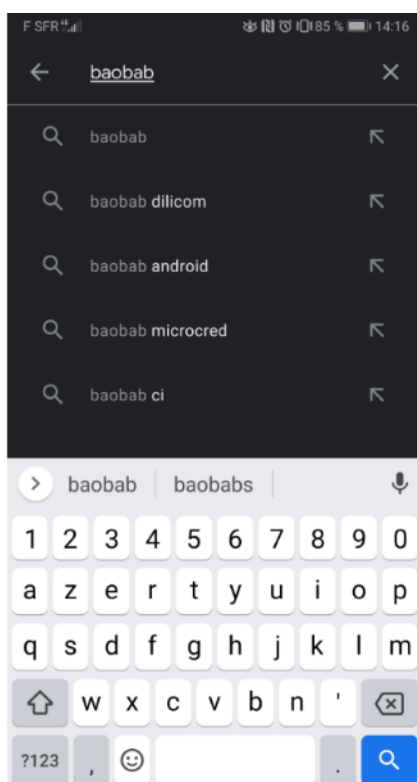 F SFR 85 % 14:16
baobab
baobab
baobab dilicom
baobab android
baobab microcred
baobab ci
baobab baobabs
1 2 3 4 5 6 7 8 9 0
a z e r t y u i o p
q s d f g h j k l m
w x c v b n '
?123 , .